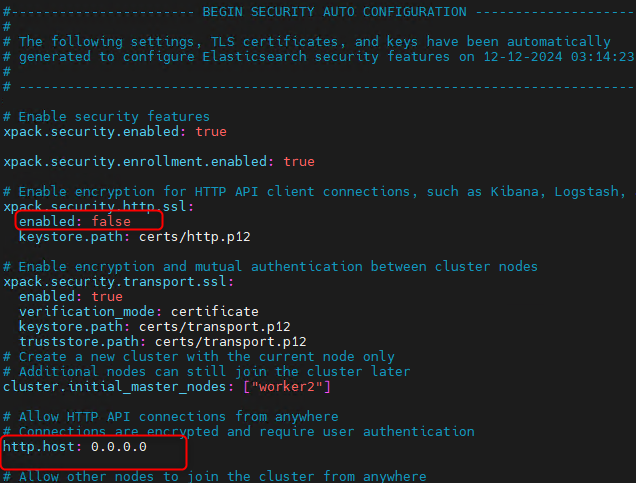 #----------------------- BEGIN SECURITY AUTO CONFIGURATION --------------------
#
# The following settings, TLS certificates, and keys have been automatically
# generated to configure Elasticsearch security features on 12-12-2024 03:14:23
#
# -----------------------------------------------------------------------------
# Enable security features
xpack.security.enabled: true
xpack.security.enrollment.enabled: true
# Enable encryption for HTTP API client connections, such as Kibana, Logstash,
xpack.security.http.ssl:
  enabled: false
  keystore.path: certs/http.p12
# Enable encryption and mutual authentication between cluster nodes
xpack.security.transport.ssl:
  enabled: true
  verification_mode: certificate
  keystore.path: certs/transport.p12
  truststore.path: certs/transport.p12
# Create a new cluster with the current node only
# Additional nodes can still join the cluster later
cluster.initial_master_nodes: ["worker2"]
# Allow HTTP API connections from anywhere
# Connections are encrypted and require user authentication
http.host: 0.0.0.0
# Allow other nodes to join the cluster from anywhere